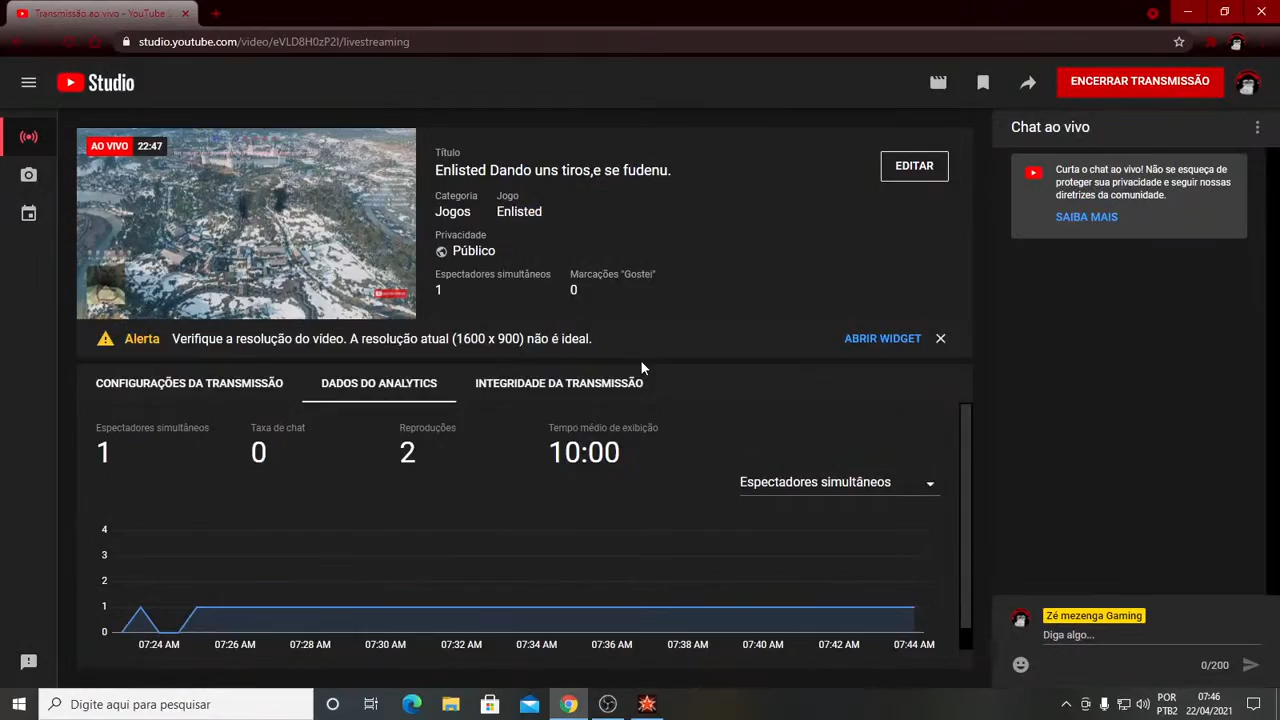 Transmissão ao vivo - YouTube S
studio.youtube.com/video/eVLD8H0zP2I/livestreaming
Studio
ENCERRAR TRANSMISSÃO
AO VIVO 22:47
Título
Enlisted Dando uns tiros,e se fudenu.
EDITAR
Categoria Jogo
Jogos Enlisted
Privacidade
Público
Espectadores simultâneos Marcações "Gostei"
1 0
Alerta Verifique a resolução do vídeo. A resolução atual (1600 x 900) não é ideal.
ABRIR WIDGET
CONFIGURAÇÕES DA TRANSMISSÃO DADOS DO ANALYTICS INTEGRIDADE DA TRANSMISSÃO
Espectadores simultâneos Taxa de chat Reproduções Tempo médio de exibição
1 0 2 10:00
Espectadores simultâneos
4
3
2
1
0
07:24 AM 07:26 AM 07:28 AM 07:30 AM 07:32 AM 07:34 AM 07:36 AM 07:38 AM 07:40 AM 07:42 AM 07:44 AM
Chat ao vivo
Curta o chat ao vivo! Não se esqueça de
proteger sua privacidade e seguir nossas
diretrizes da comunidade.
SAIBA MAIS
Zé mezenga Gaming
Diga algo...
0/200
Digite aqui para pesquisar
POR
PTB2
07:46
22/04/2021